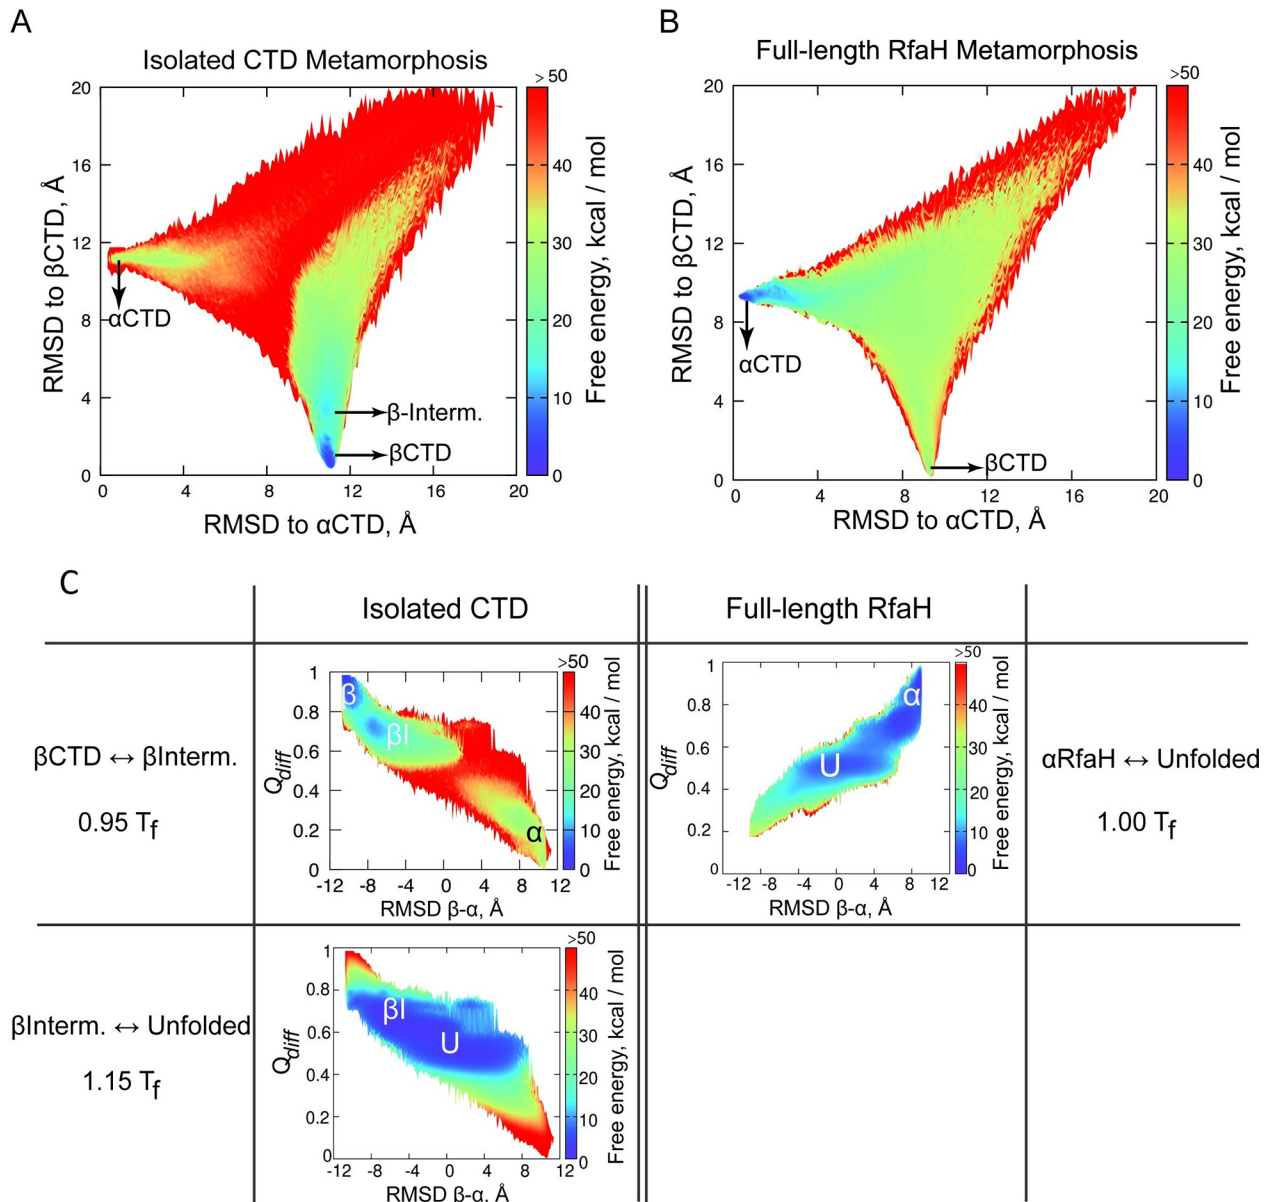 A
Isolated CTD Metamorphosis
>50
20
16
12
8
4
0
RMSD to βCTD, Å
0 4 8 12 16 20
RMSD to αCTD, Å
αCTD
β-Interm.
βCTD
40
30
20
10
0
Free energy, kcal / mol
B
Full-length RfaH Metamorphosis
>50
20
16
12
8
4
0
RMSD to βCTD, Å
0 4 8 12 16 20
RMSD to αCTD, Å
αCTD
βCTD
40
30
20
10
0
Free energy, kcal / mol
C
Isolated CTD
Full-length RfaH
βCTD ↔ βInterm.
0.95 Tf
>50
1
0.8
0.6
0.4
0.2
0
Qdiff
β
βI
α
-12 -8 -4 0 4 8 12
RMSD β-α, Å
40
30
20
10
0
Free energy, kcal / mol
>50
1
0.8
0.6
0.4
0.2
0
Qdiff
α
U
-12 -8 -4 0 4 8 12
RMSD β-α, Å
40
30
20
10
0
Free energy, kcal / mol
αRfaH ↔ Unfolded
1.00 Tf
βInterm. ↔ Unfolded
1.15 Tf
>50
1
0.8
0.6
0.4
0.2
0
Qdiff
βI
U
-12 -8 -4 0 4 8 12
RMSD β-α, Å
40
30
20
10
0
Free energy, kcal / mol